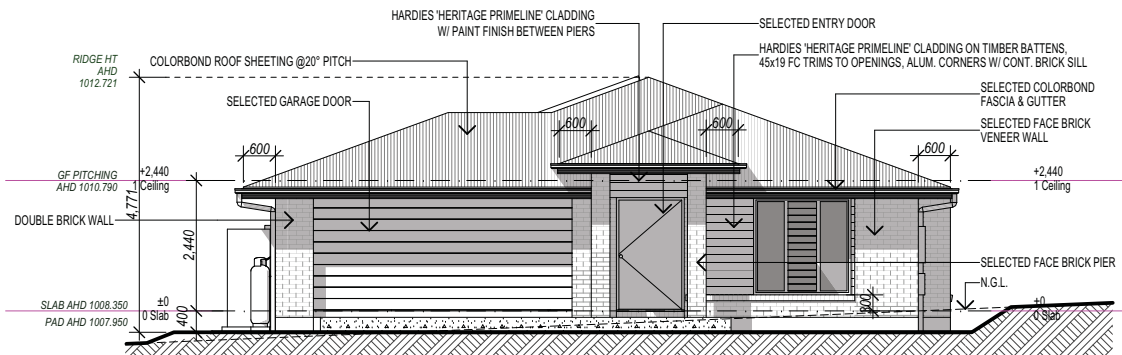 HARDIES 'HERITAGE PRIMELINE' CLADDING
W/ PAINT FINISH BETWEEN PIERS
SELECTED ENTRY DOOR
HARDIES 'HERITAGE PRIMELINE' CLADDING ON TIMBER BATTENS,
45x19 FC TRIMS TO OPENINGS, ALUM. CORNERS W/ CONT. BRICK SILL
RIDGE HT
AHD
1012.721
COLORBOND ROOF SHEETING @20° PITCH
SELECTED GARAGE DOOR
SELECTED COLORBOND
FASCIA & GUTTER
SELECTED FACE BRICK
VENEER WALL
600
600
600
600
GF PITCHING
AHD 1010.790
+2,440
1 Ceiling
+2,440
1 Ceiling
4,771
DOUBLE BRICK WALL
2,440
SELECTED FACE BRICK PIER
N.G.L.
SLAB AHD 1008.350
±0
0 Slab
±0
0 Slab
PAD AHD 1007.950
400